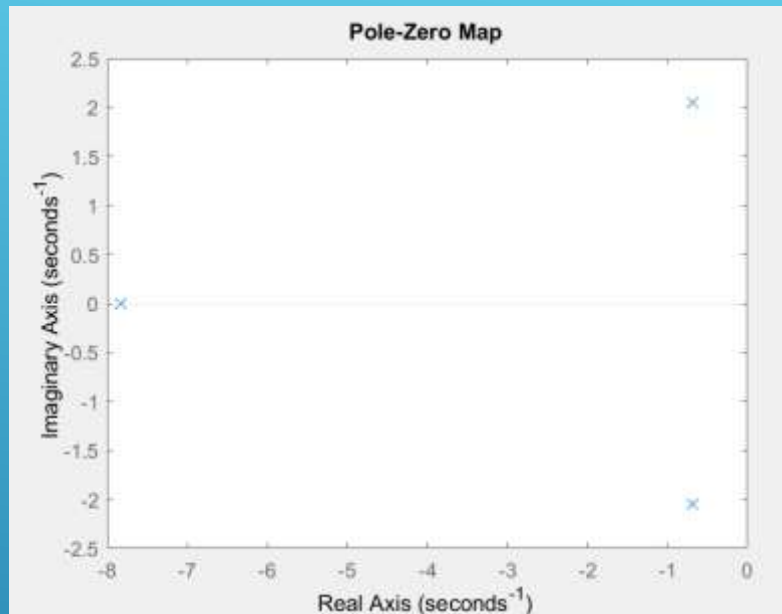 Pole-Zero Map
2.5
2
1.5
1
0.5
0
-0.5
-1
-1.5
-2
-2.5
Imaginary Axis (seconds⁻¹)
-8 -7 -6 -5 -4 -3 -2 -1 0
Real Axis (seconds⁻¹)